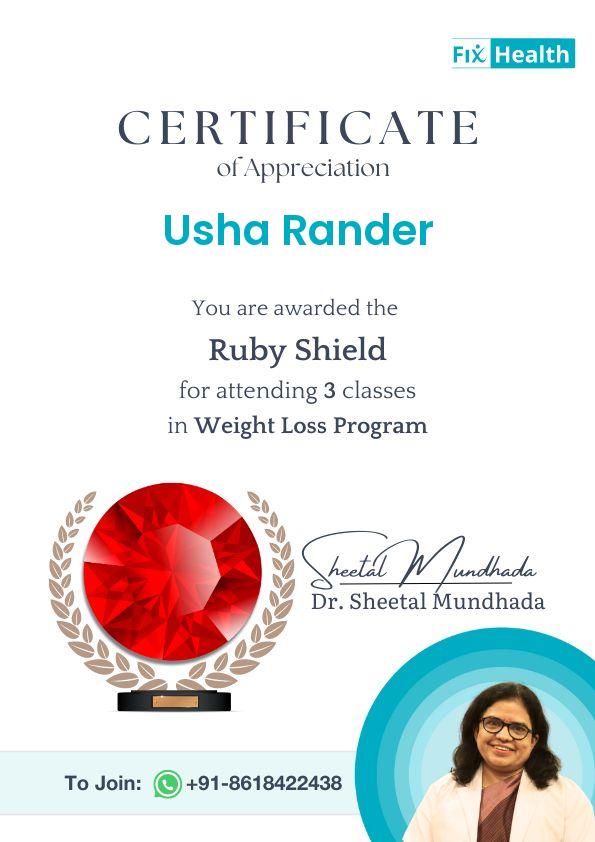 Fix Health
CERTIFICATE
of Appreciation
Usha Rander
You are awarded the
Ruby Shield
for attending 3 classes
in Weight Loss Program
Sheetal Mundhada
Dr. Sheetal Mundhada
To Join: +91-8618422438